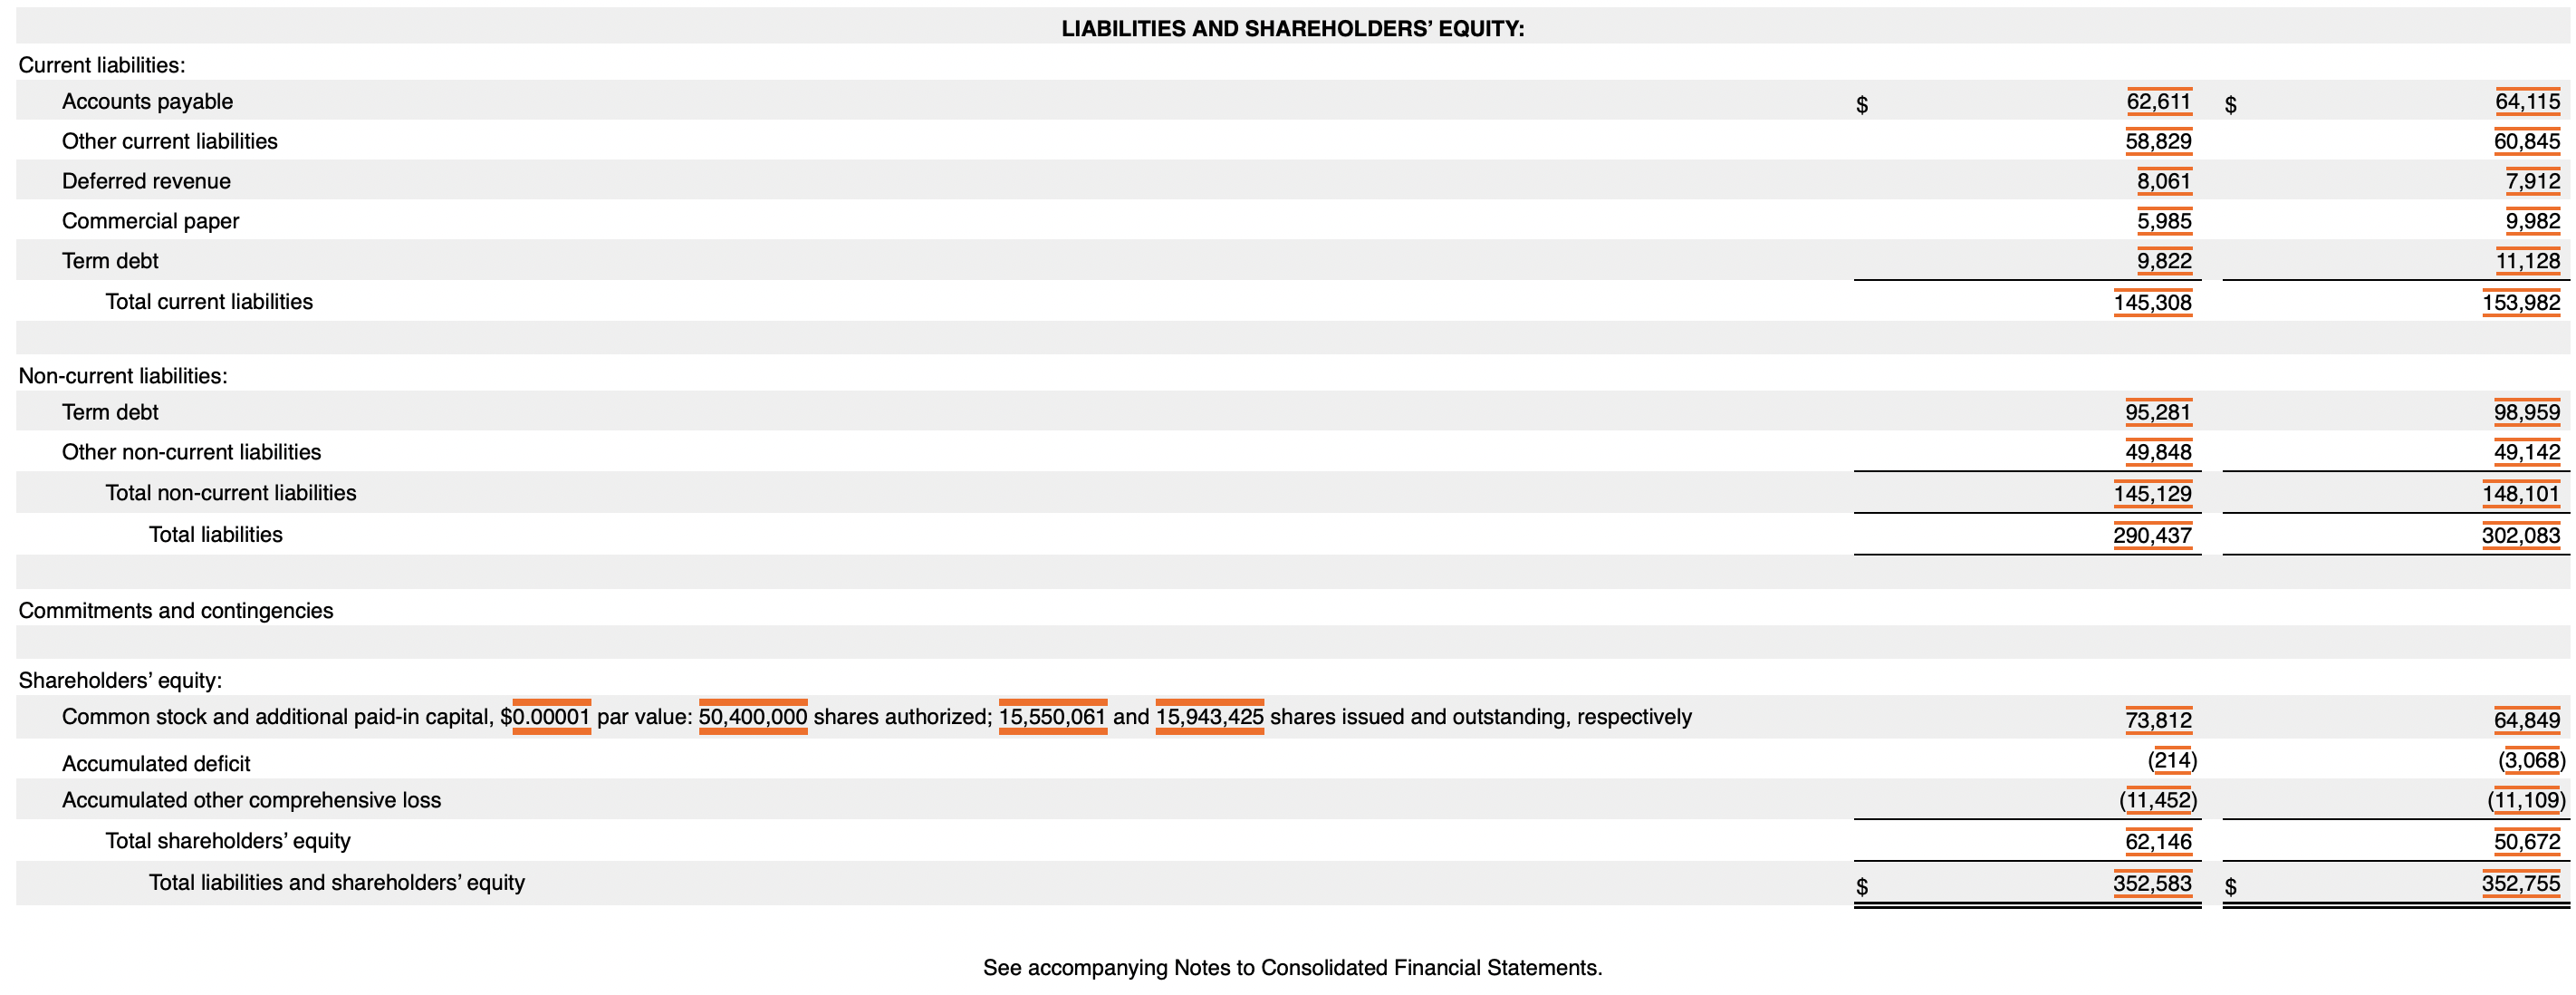 LIABILITIES AND SHAREHOLDERS’ EQUITY:
Current liabilities:
Accounts payable $ 62,611 $ 64,115
Other current liabilities 58,829 60,845
Deferred revenue 8,061 7,912
Commercial paper 5,985 9,982
Term debt 9,822 11,128
Total current liabilities 145,308 153,982
Non-current liabilities:
Term debt 95,281 98,959
Other non-current liabilities 49,848 49,142
Total non-current liabilities 145,129 148,101
Total liabilities 290,437 302,083
Commitments and contingencies
Shareholders’ equity:
Common stock and additional paid-in capital, $0.00001 par value: 50,400,000 shares authorized; 15,550,061 and 15,943,425 shares issued and outstanding, respectively 73,812 64,849
Accumulated deficit (214) (3,068)
Accumulated other comprehensive loss (11,452) (11,109)
Total shareholders’ equity 62,146 50,672
Total liabilities and shareholders’ equity $ 352,583 $ 352,755
See accompanying Notes to Consolidated Financial Statements.